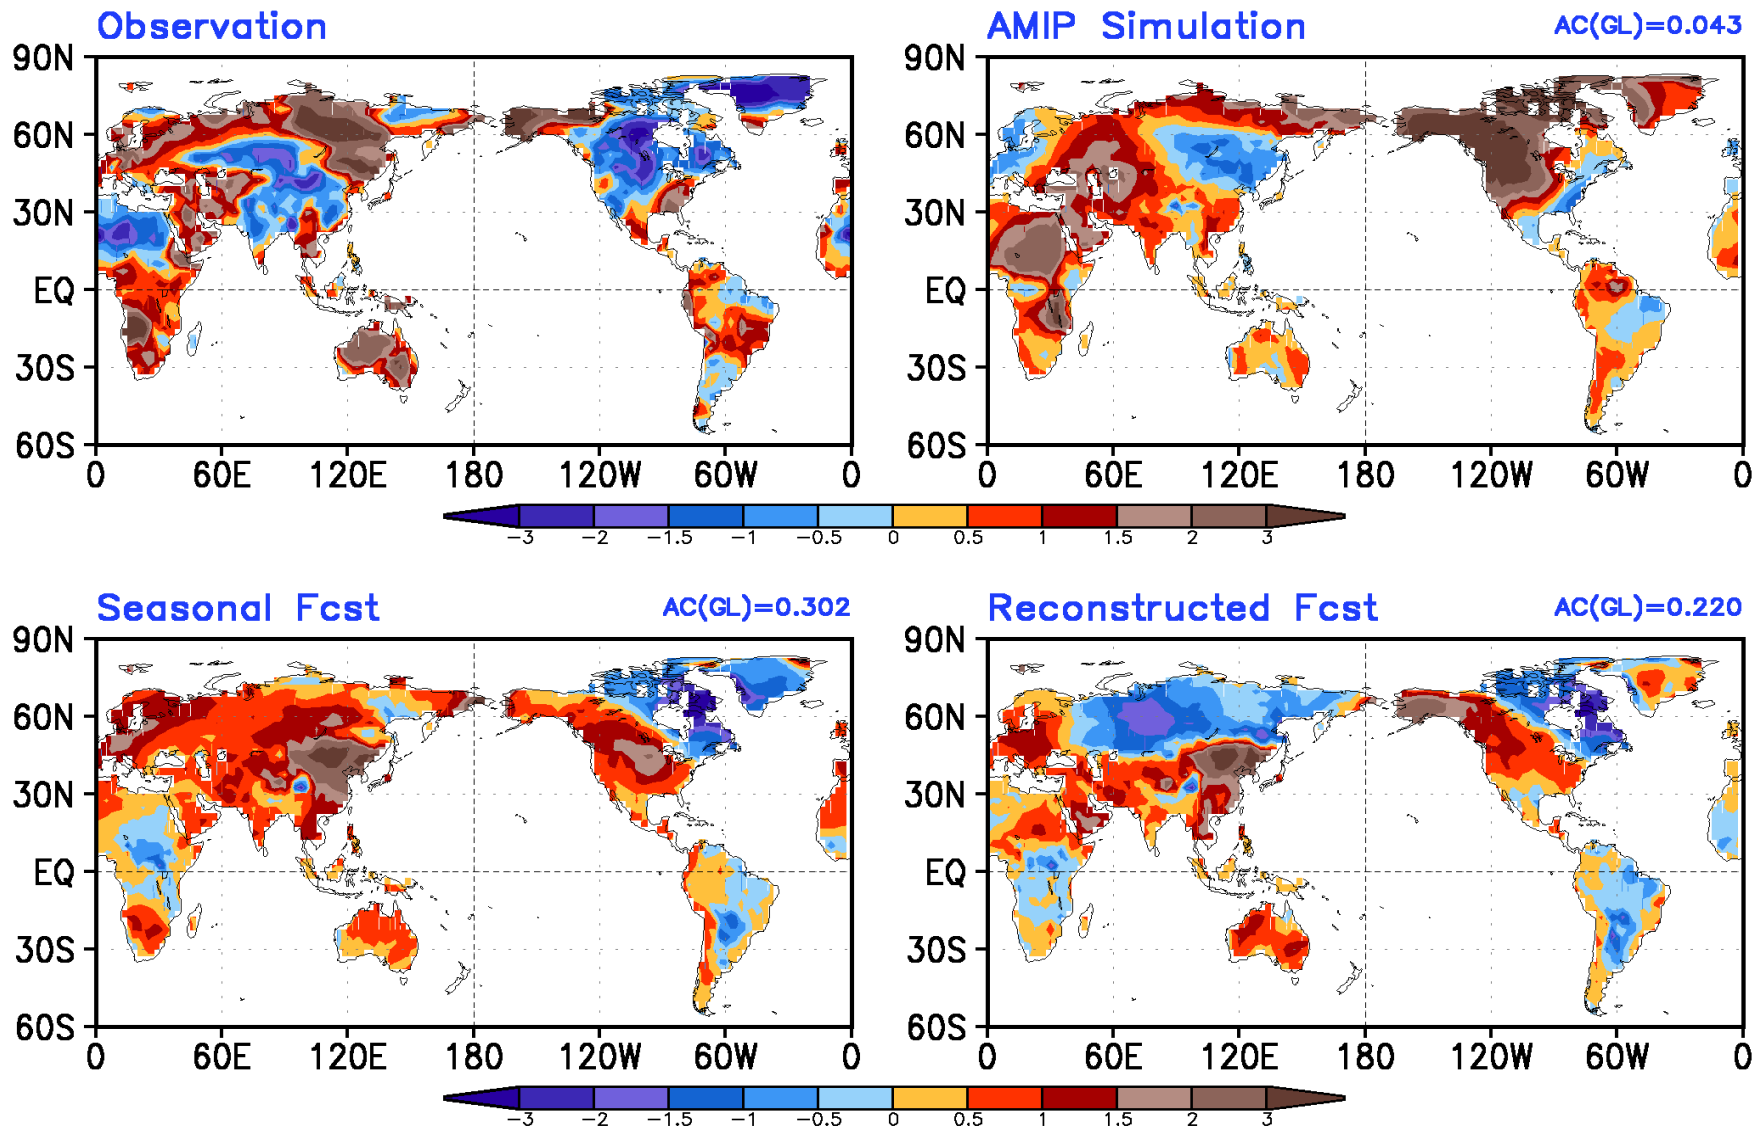 Observation
AMIP Simulation AC(GL)=0.043
90N 90N
60N 60N
30N 30N
EQ EQ
30S 30S
60S 60S
0 60E 120E 180 120W 60W 0 0 60E 120E 180 120W 60W 0
−3 −2 −1.5 −1 −0.5 0 0.5 1 1.5 2 3
Seasonal Fcst AC(GL)=0.302
Reconstructed Fcst AC(GL)=0.220
90N 90N
60N 60N
30N 30N
EQ EQ
30S 30S
60S 60S
0 60E 120E 180 120W 60W 0 0 60E 120E 180 120W 60W 0
−3 −2 −1.5 −1 −0.5 0 0.5 1 1.5 2 3